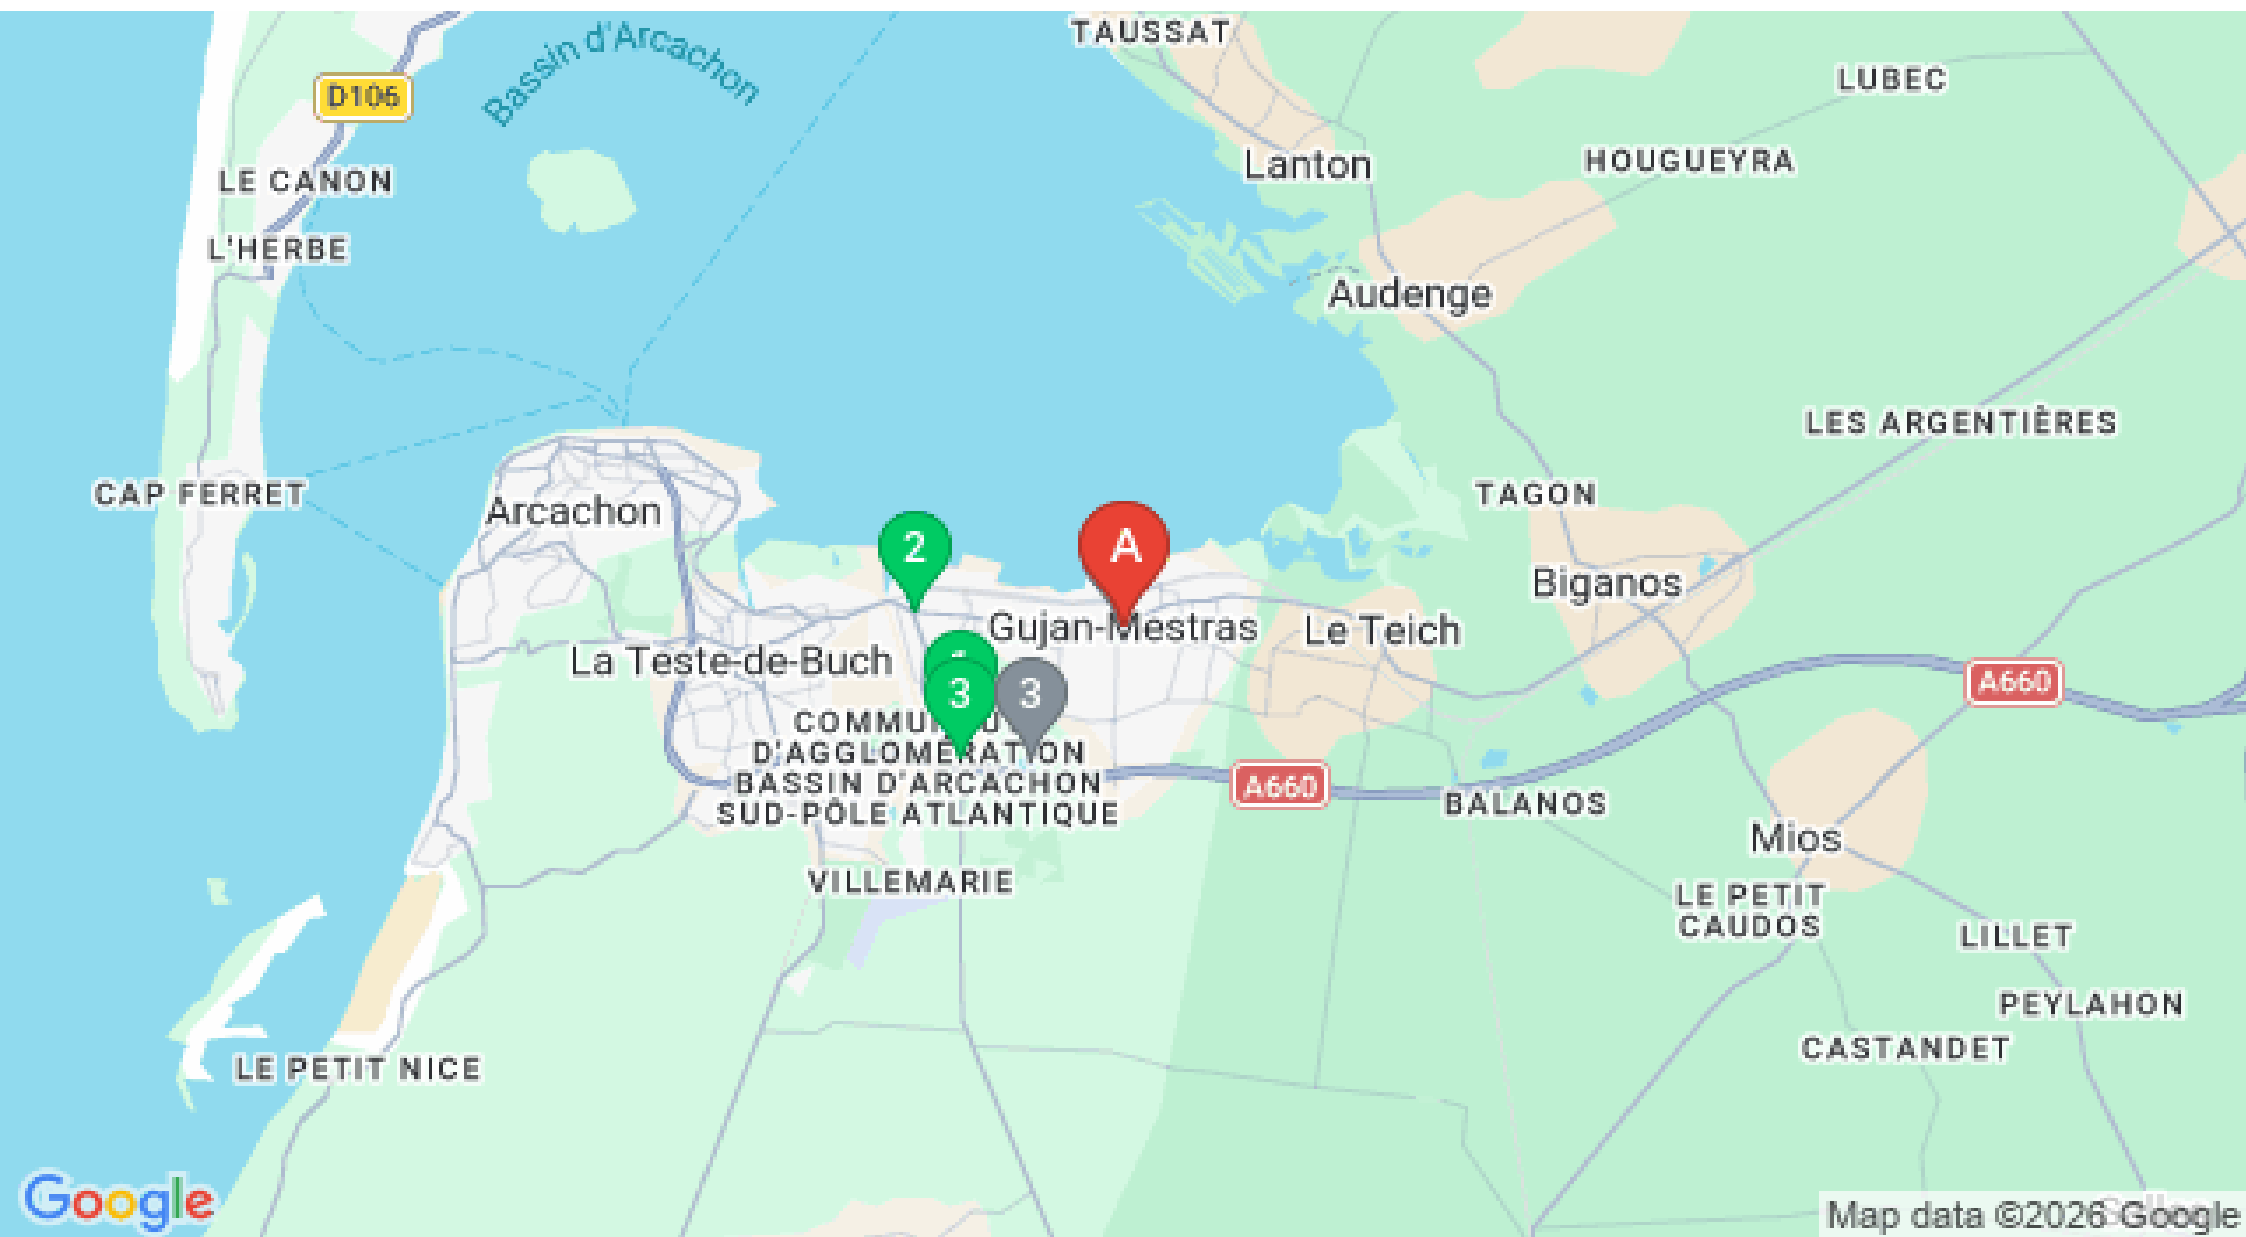 TAUSSAT
Bassin d'Arcachon
LUBEC
D106
HOUGUEYRA
Lanton
LE CANON
L'HERBE
Audenge
LES ARGENTIÈRES
CAP FERRET
TAGON
Arcachon
2
A
Biganos
Gujan-Mestras
Le Teich
La Teste-de-Buch
3
3
A660
COMMU
D'AGGLOMÉRATION
BASSIN D'ARCACHON
SUD-PÔLE ATLANTIQUE
A660
BALANOS
Mios
VILLEMARIE
LE PETIT
CAUDOS
LILLET
PEYLAHON
CASTANDET
LE PETIT NICE
Google
Map data ©2026 Google